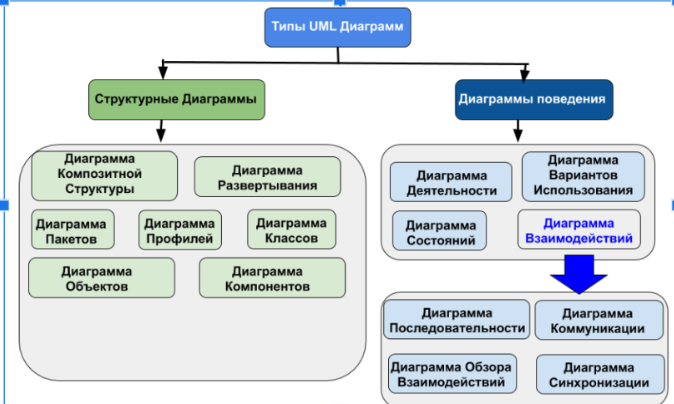 Типы UML Диаграмм
Структурные Диаграммы
Диаграммы поведения
Диаграмма
Композитной
Структуры
Диаграмма
Развертывания
Диаграмма
Пакетов
Диаграмма
Профилей
Диаграмма
Классов
Диаграмма
Объектов
Диаграмма
Компонентов
Диаграмма
Деятельности
Диаграмма
Вариантов
Использования
Диаграмма
Состояний
Диаграмма
Взаимодействий
Диаграмма
Последовательности
Диаграмма
Коммуникации
Диаграмма Обзора
Взаимодействий
Диаграмма
Синхронизации